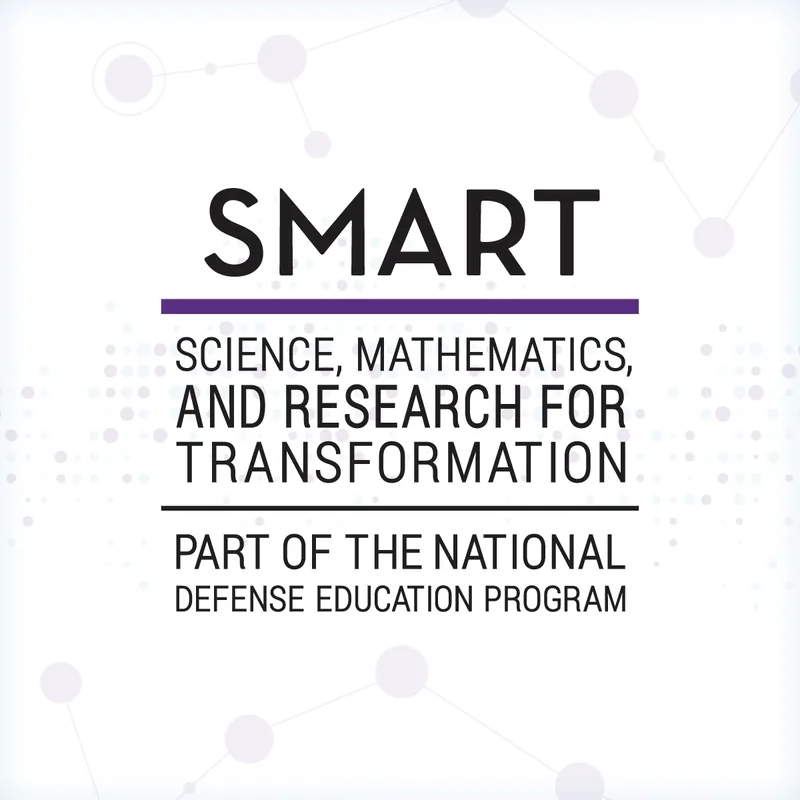 SMART
SCIENCE, MATHEMATICS,
AND RESEARCH FOR
TRANSFORMATION
PART OF THE NATIONAL
DEFENSE EDUCATION PROGRAM